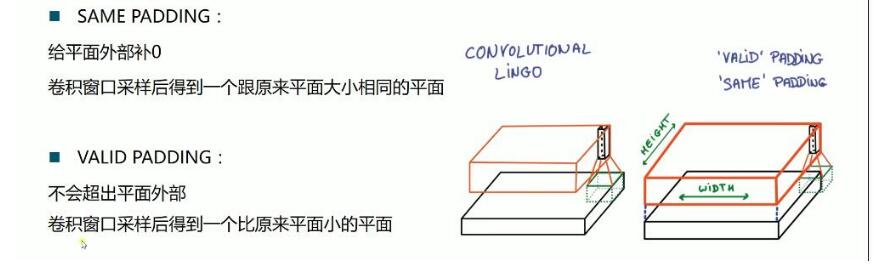 ■ SAME PADDING：
给平面外部补0
卷积窗口采样后得到一个跟原来平面大小相同的平面
■ VALID PADDING：
不会超出平面外部
卷积窗口采样后得到一个比原来平面小的平面
CONVOLUTIONAL
LINGO
'VALID' PADDING
'SAME' PADDING
HEIGHT
WIDTH